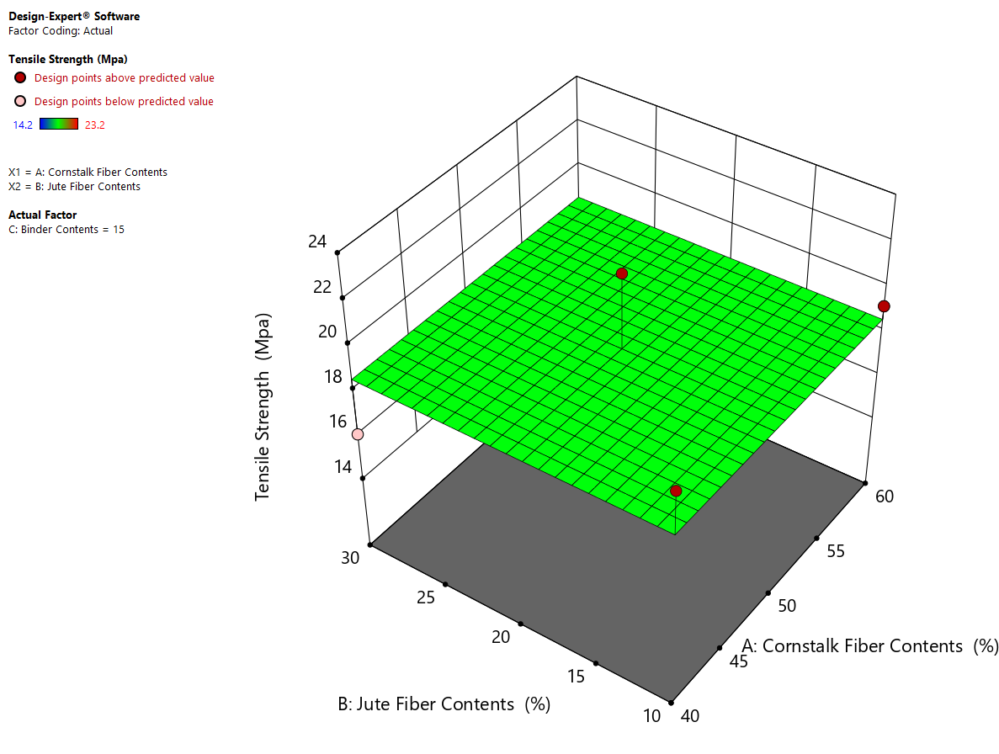 Design-Expert® Software
Factor Coding: Actual
Tensile Strength (Mpa)
Design points above predicted value
Design points below predicted value
14.2 23.2
X1 = A: Cornstalk Fiber Contents
X2 = B: Jute Fiber Contents
Actual Factor
C: Binder Contents = 15
24
22
20
18
16
14
Tensile Strength (Mpa)
30
25
20
15
10
B: Jute Fiber Contents (%)
40
45
50
55
60
A: Cornstalk Fiber Contents (%)